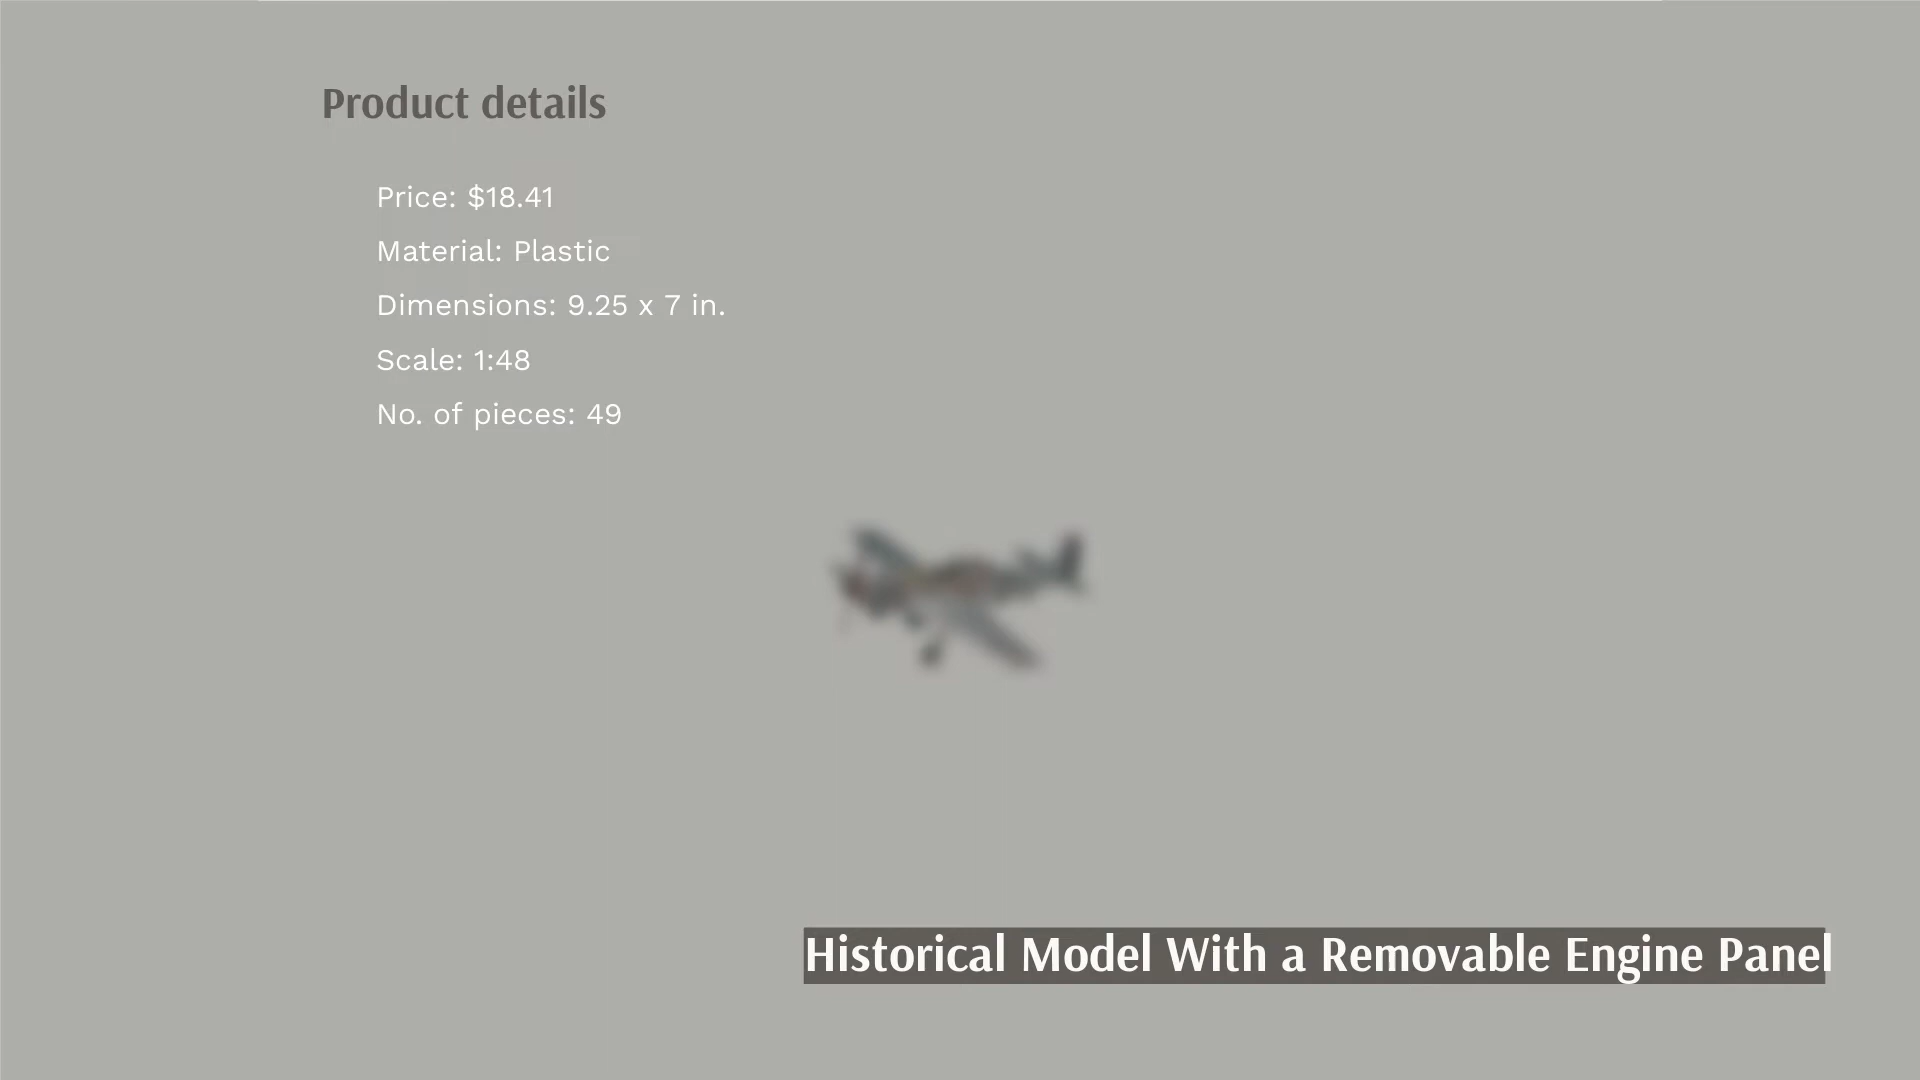 Product details
Price: $18.41
Material: Plastic
Dimensions: 9.25 x 7 in.
Scale: 1:48
No. of pieces: 49
Historical Model With a Removable Engine Panel